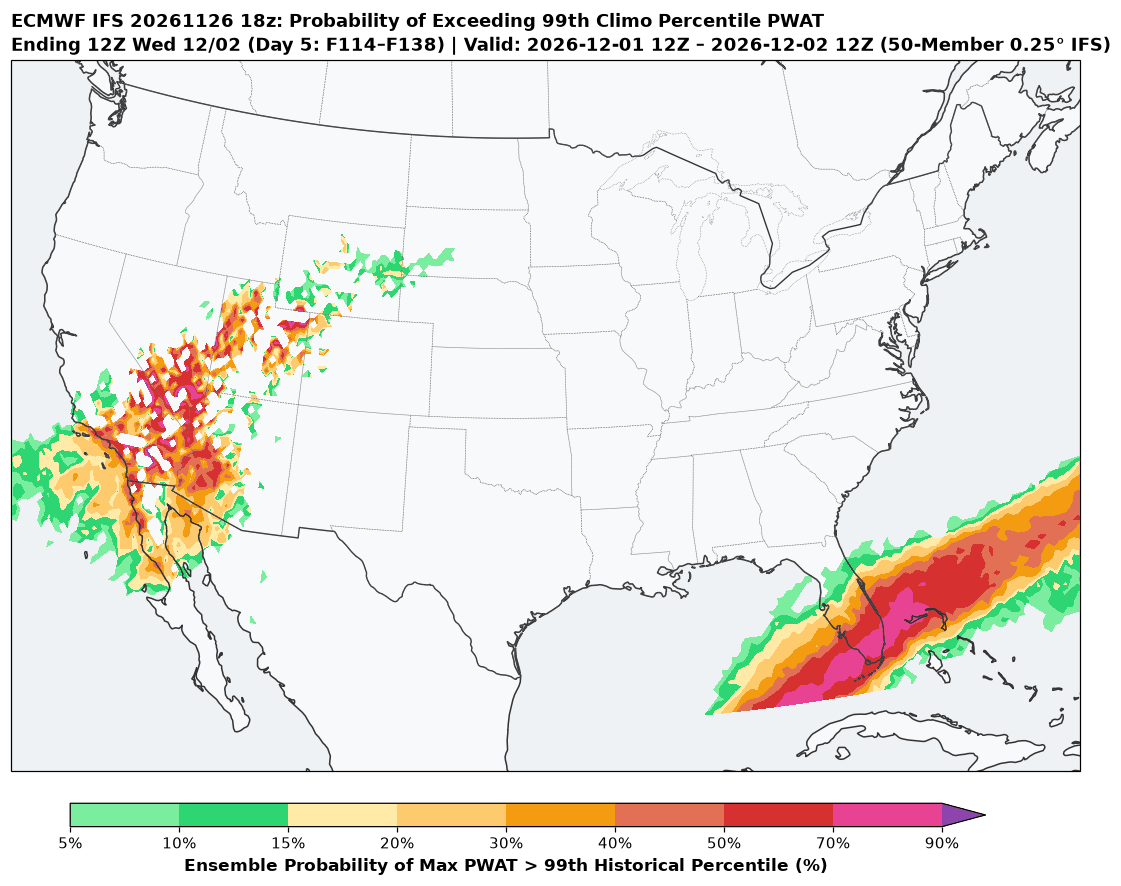 ECMWF IFS 20261126 18z: Probability of Exceeding 99th Climo Percentile PWAT
Ending 12Z Wed 12/02 (Day 5: F114–F138) | Valid: 2026-12-01 12Z – 2026-12-02 12Z (50-Member 0.25° IFS)
5% 10% 15% 20% 30% 40% 50% 70% 90%
Ensemble Probability of Max PWAT > 99th Historical Percentile (%)